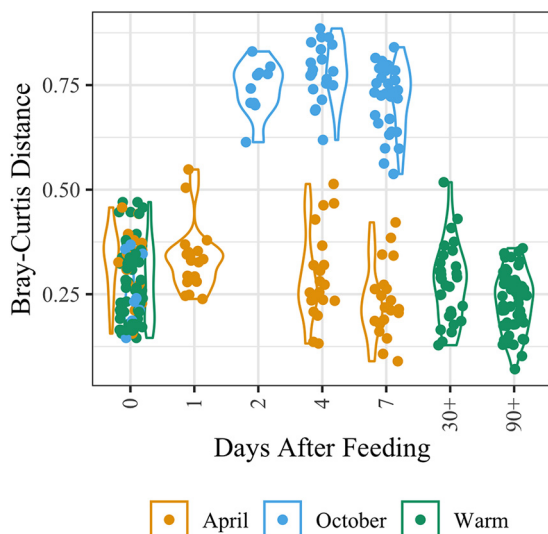 Bray-Curtis Distance
0.75
0.50
0.25
0 1 2 4 7 30+ 90+
Days After Feeding
April October Warm